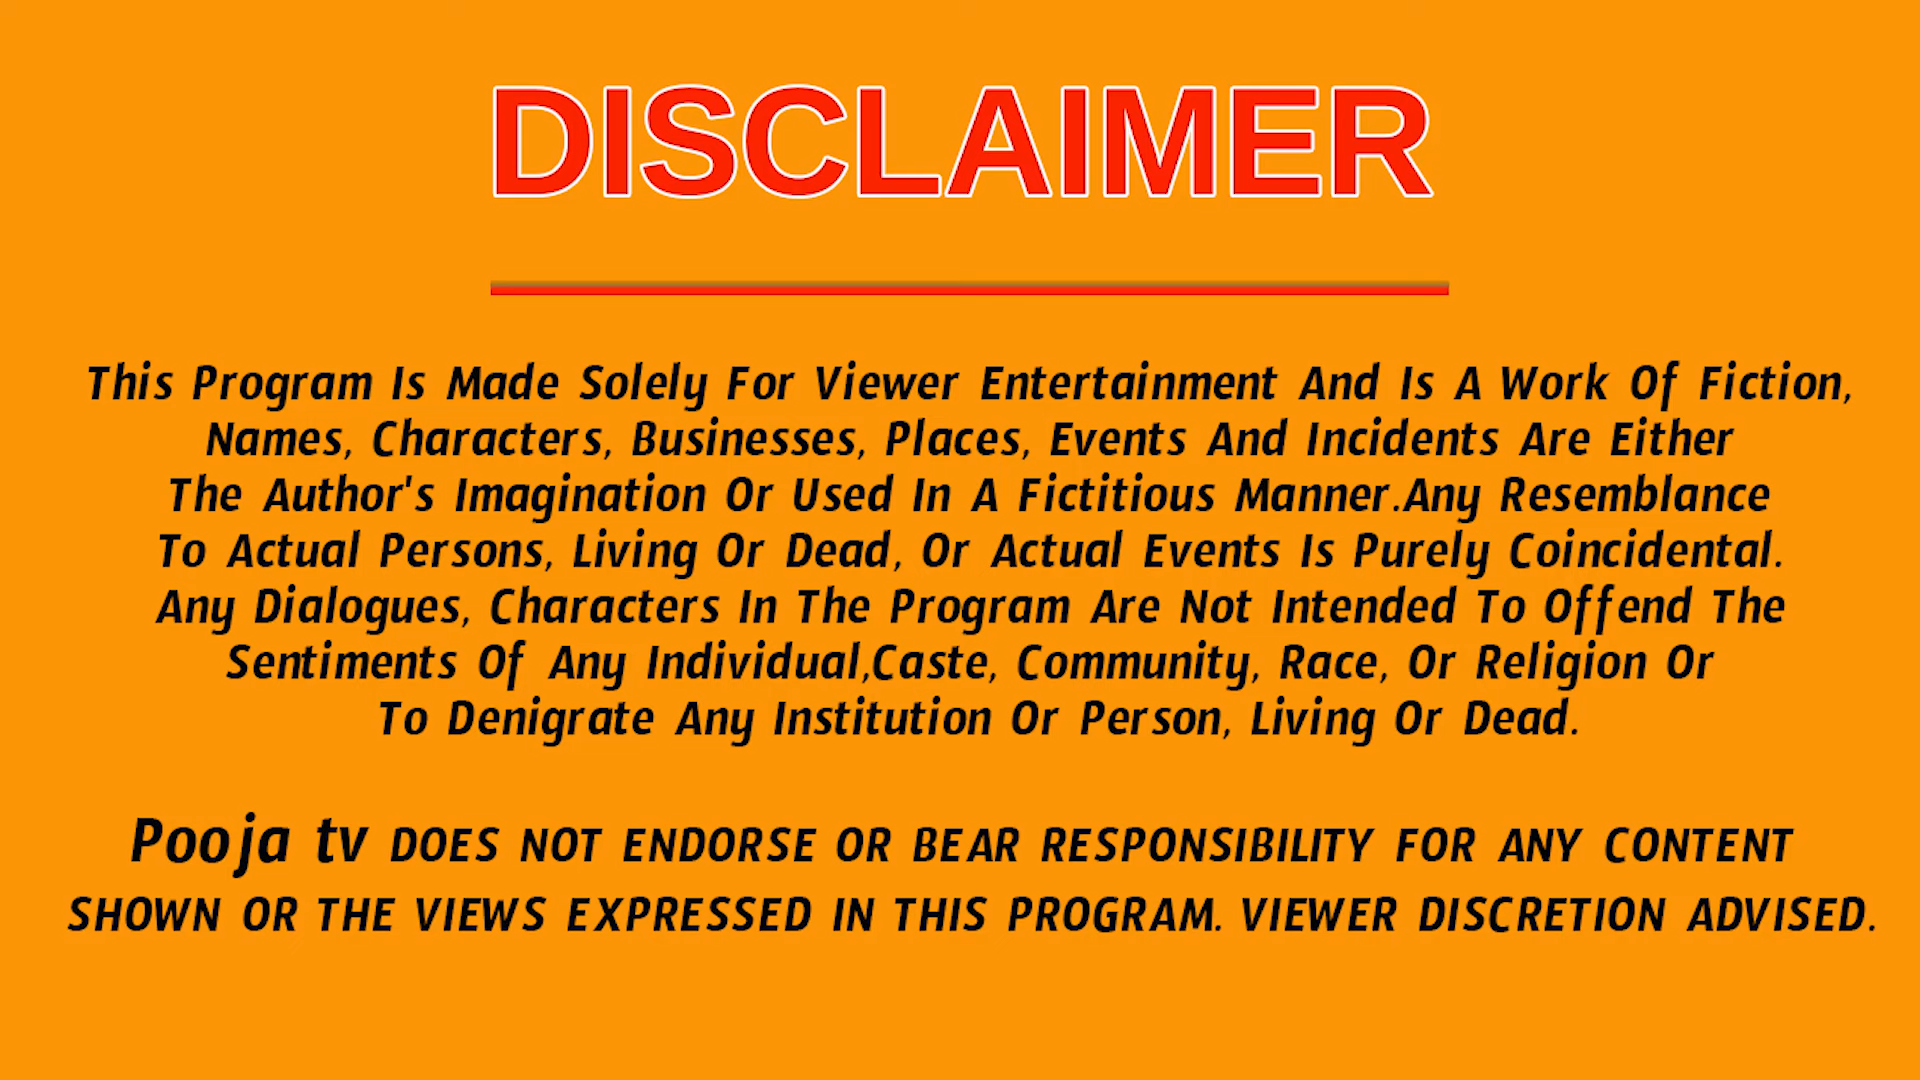 DISCLAIMER
This Program Is Made Solely For Viewer Entertainment And Is A Work Of Fiction,
Names, Characters, Businesses, Places, Events And Incidents Are Either
The Author's Imagination Or Used In A Fictitious Manner.Any Resemblance
To Actual Persons, Living Or Dead, Or Actual Events Is Purely Coincidental.
Any Dialogues, Characters In The Program Are Not Intended To Offend The
Sentiments Of Any Individual,Caste, Community, Race, Or Religion Or
To Denigrate Any Institution Or Person, Living Or Dead.
Pooja tv DOES NOT ENDORSE OR BEAR RESPONSIBILITY FOR ANY CONTENT
SHOWN OR THE VIEWS EXPRESSED IN THIS PROGRAM. VIEWER DISCRETION ADVISED.